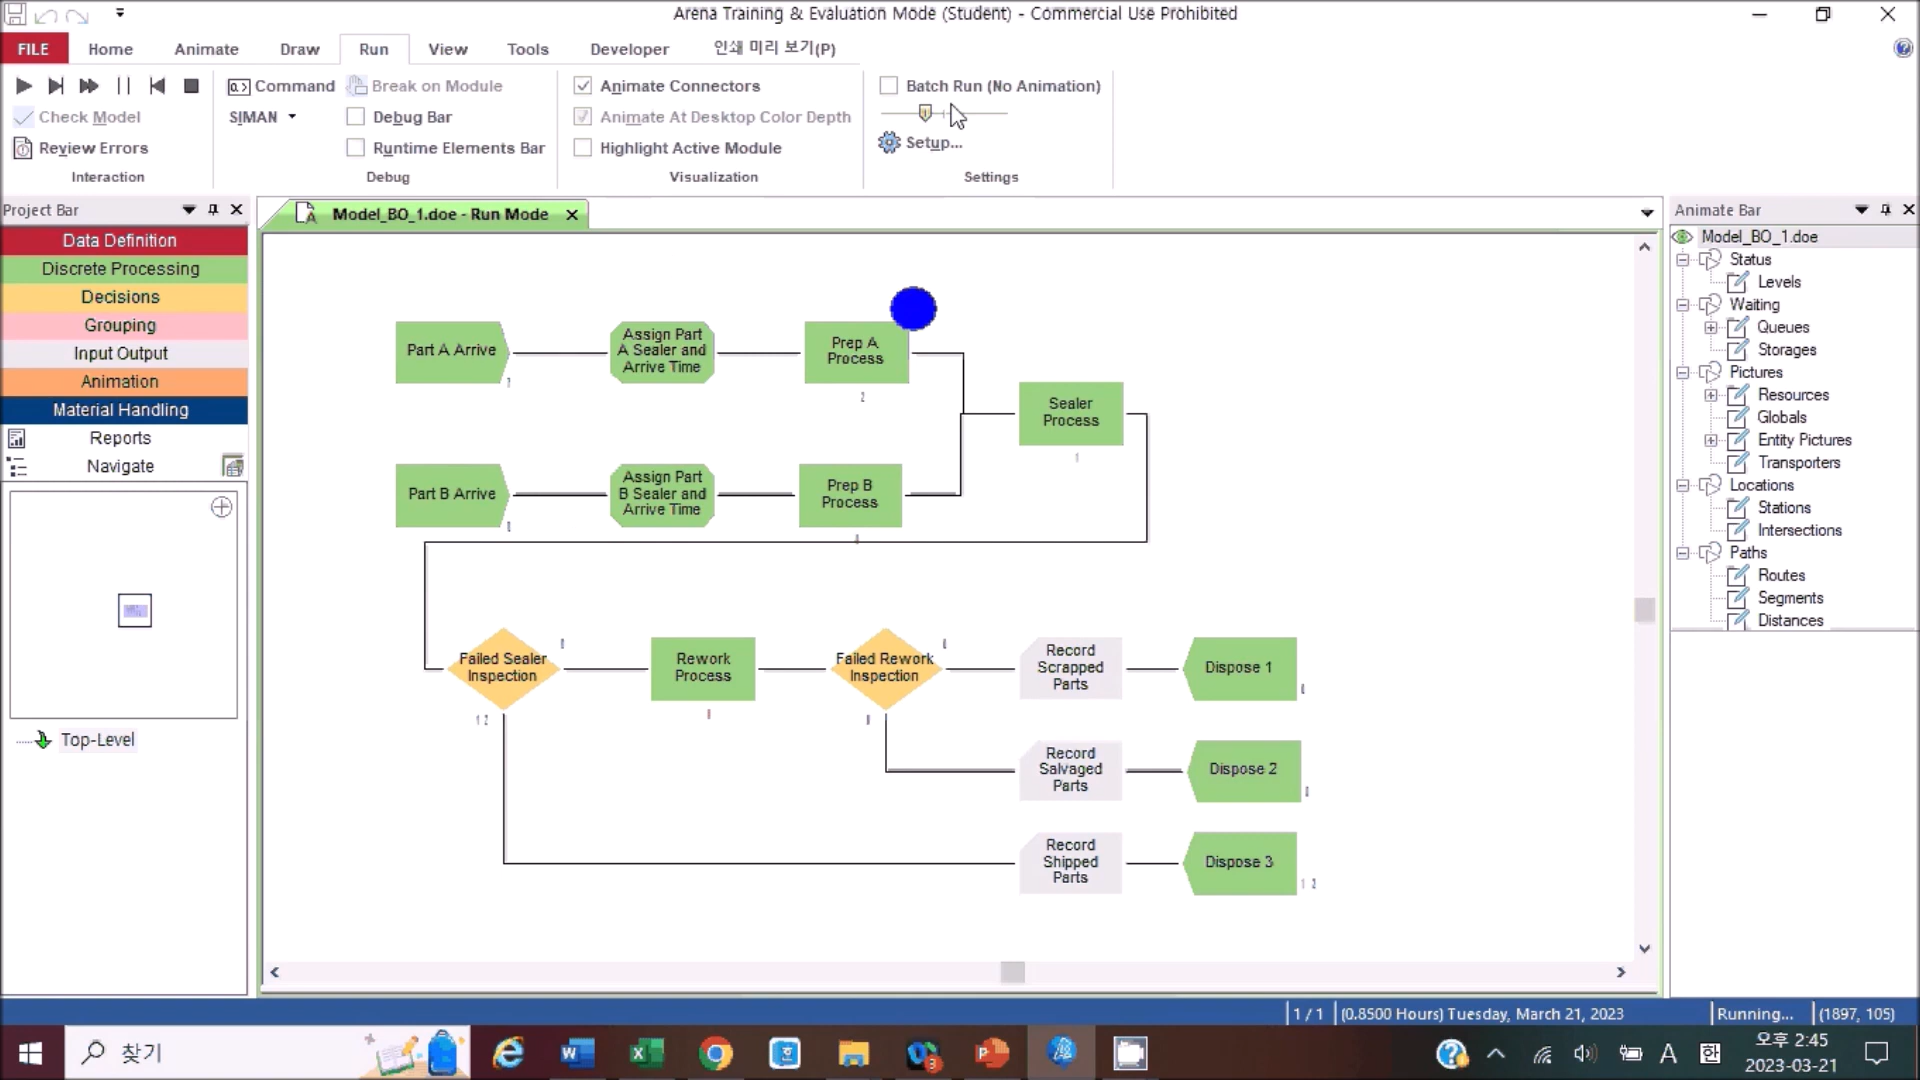 Arena Training & Evaluation Mode (Student) - Commercial Use Prohibited
FILE Home Animate Draw Run View Tools Developer 인쇄 미리 보기(P)
Command Break on Module Animate Connectors Batch Run (No Animation)
Check Model SIMAN Debug Bar Animate At Desktop Color Depth
Review Errors Runtime Elements Bar Highlight Active Module Setup...
Interaction Debug Visualization Settings
Project Bar
Data Definition
Discrete Processing
Decisions
Grouping
Input Output
Animation
Material Handling
Reports
Navigate
Top-Level
Model_BO_1.doe - Run Mode
Part A Arrive
Assign Part
A Sealer and
Arrive Time
Prep A
Process
2
Sealer
Process
1
Part B Arrive
Assign Part
B Sealer and
Arrive Time
Prep B
Process
Failed Sealer
Inspection
1 2
Rework
Process
Failed Rework
Inspection
Record
Scrapped
Parts
Dispose 1
Record
Salvaged
Parts
Dispose 2
Record
Shipped
Parts
Dispose 3
1 2
Animate Bar
Model_BO_1.doe
Status
Levels
Waiting
Queues
Storages
Pictures
Resources
Globals
Entity Pictures
Transporters
Locations
Stations
Intersections
Paths
Routes
Segments
Distances
1 / 1 (0.8500 Hours) Tuesday, March 21, 2023 Running... (1897, 105)
찾기
3
A
한
오후 2:45
2023-03-21